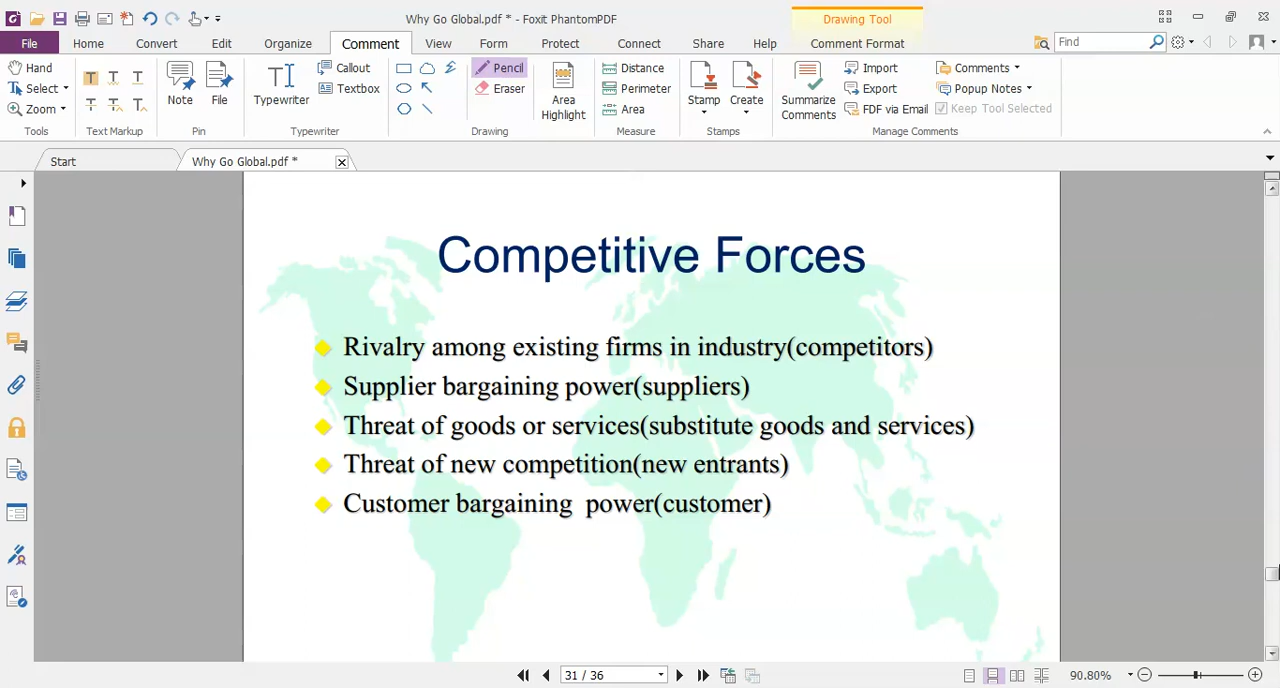 Why Go Global.pdf * - Foxit PhantomPDF
Drawing Tool
File Home Convert Edit Organize Comment View Form Protect Connect Share Help Comment Format Find
Hand
Select
Zoom
Tools
Text Markup
Note
File
Pin
Typewriter
Callout
Textbox
Typewriter
Pencil
Eraser
Drawing
Area Highlight
Distance
Perimeter
Area
Measure
Stamp
Create
Stamps
Summarize Comments
Import
Export
FDF via Email
Comments
Popup Notes
Keep Tool Selected
Manage Comments
Start
Why Go Global.pdf *
Competitive Forces
Rivalry among existing firms in industry(competitors)
Supplier bargaining power(suppliers)
Threat of goods or services(substitute goods and services)
Threat of new competition(new entrants)
Customer bargaining power(customer)
31 / 36
90.80%